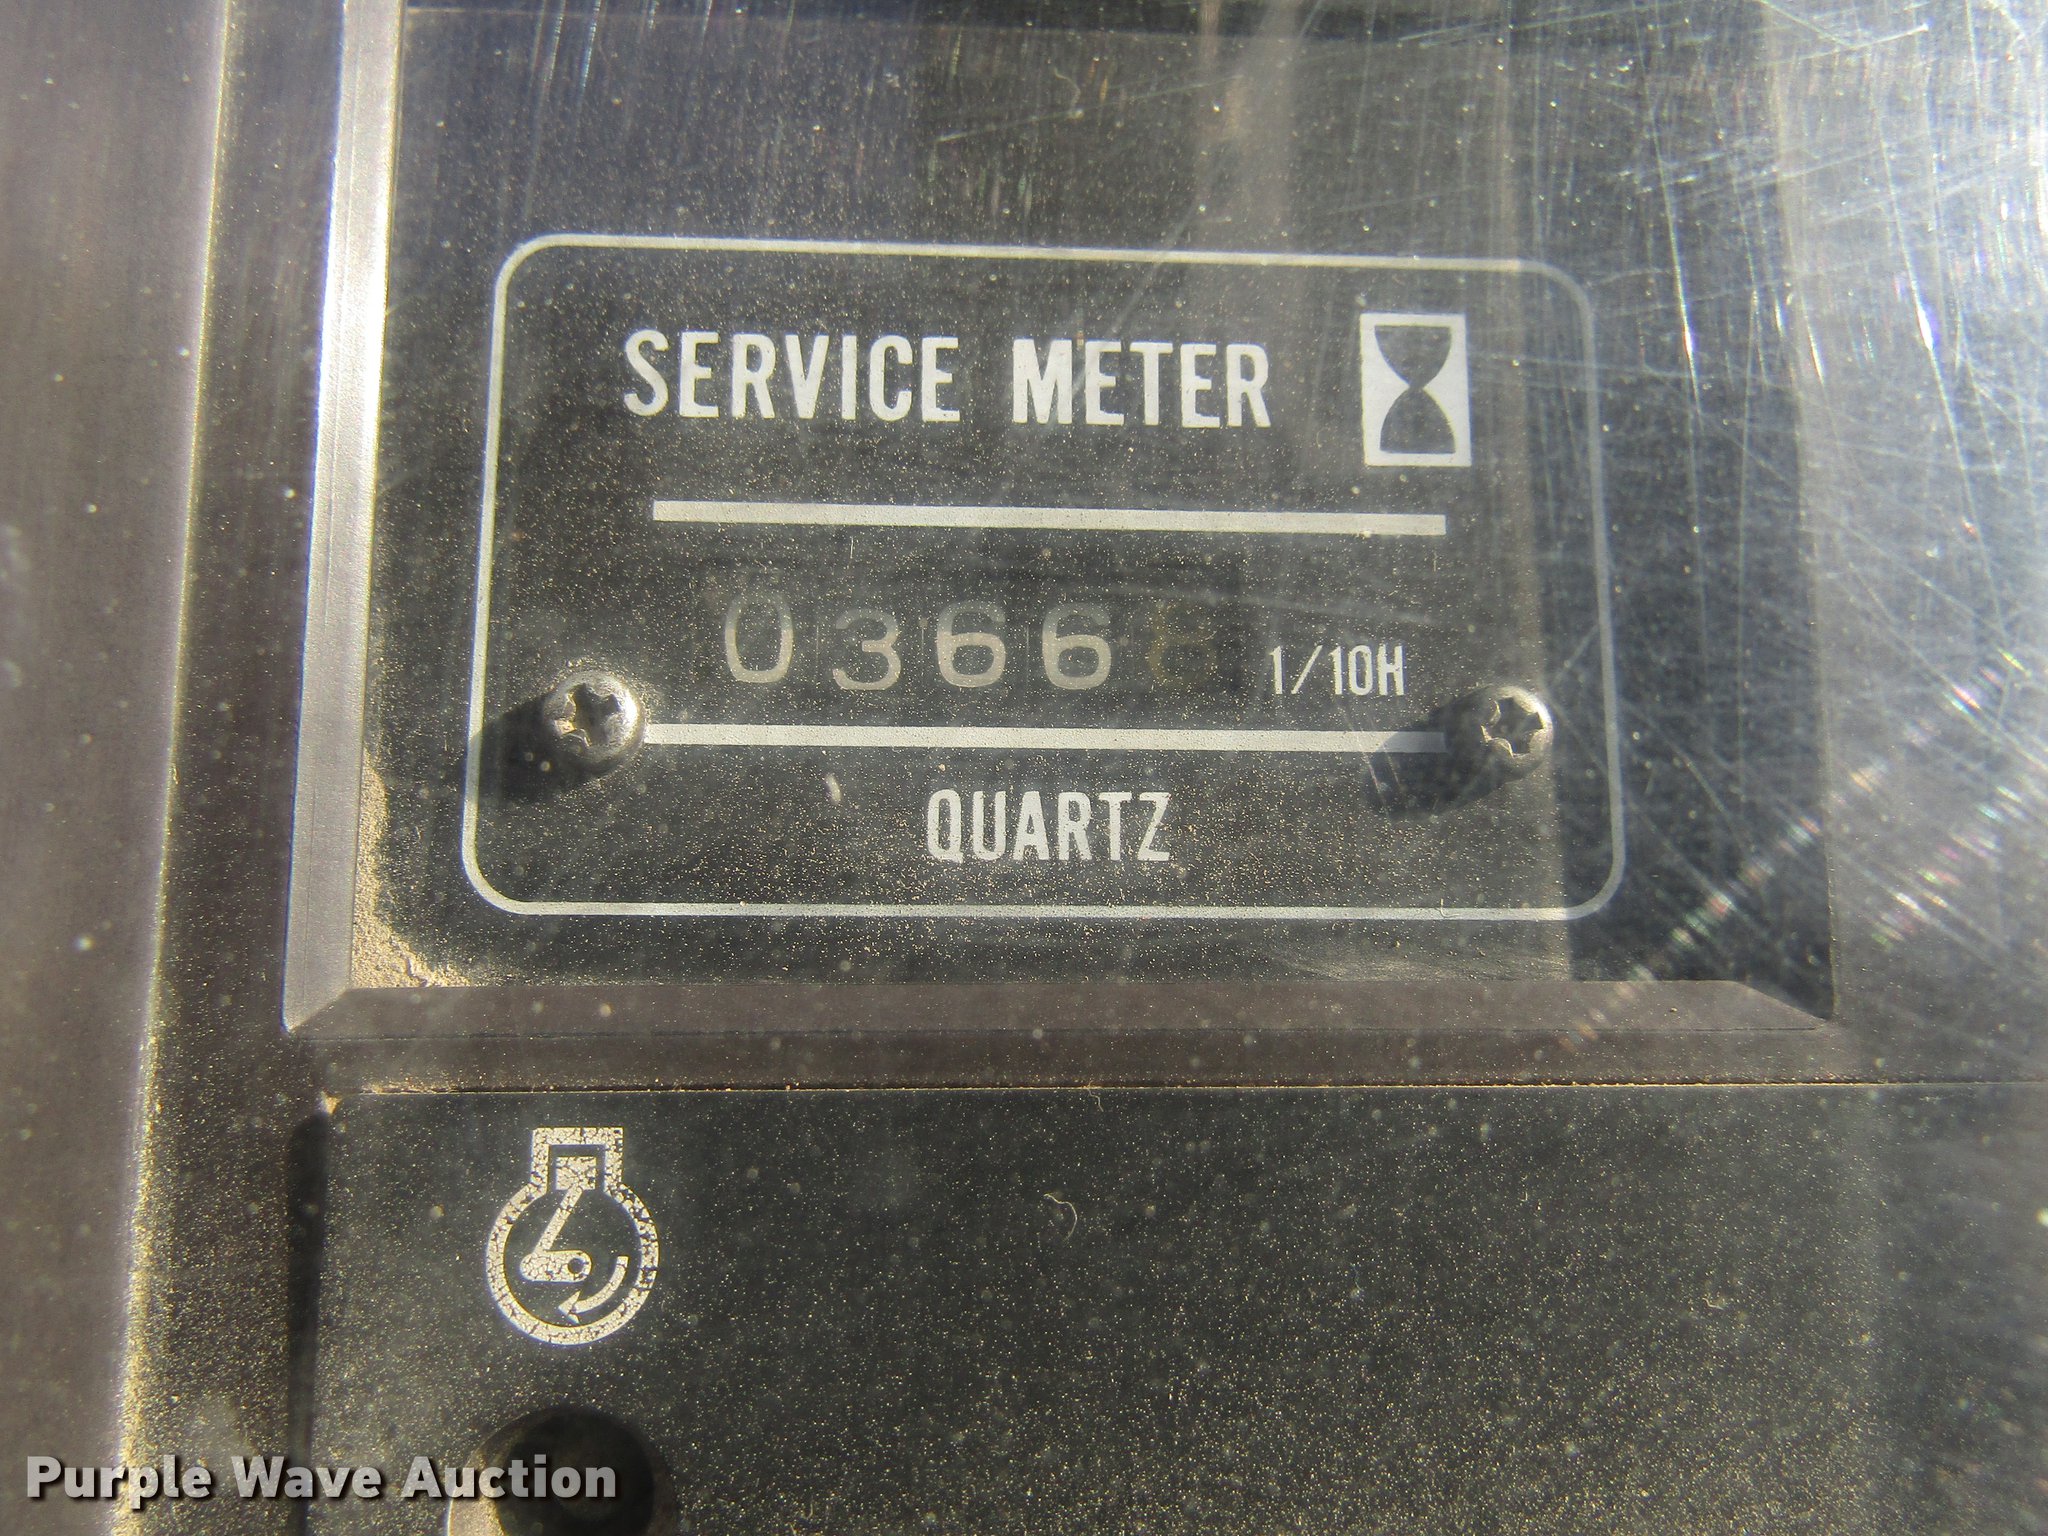 SERVICE METER
0366 1/10H
QUARTZ
Purple Wave Auction